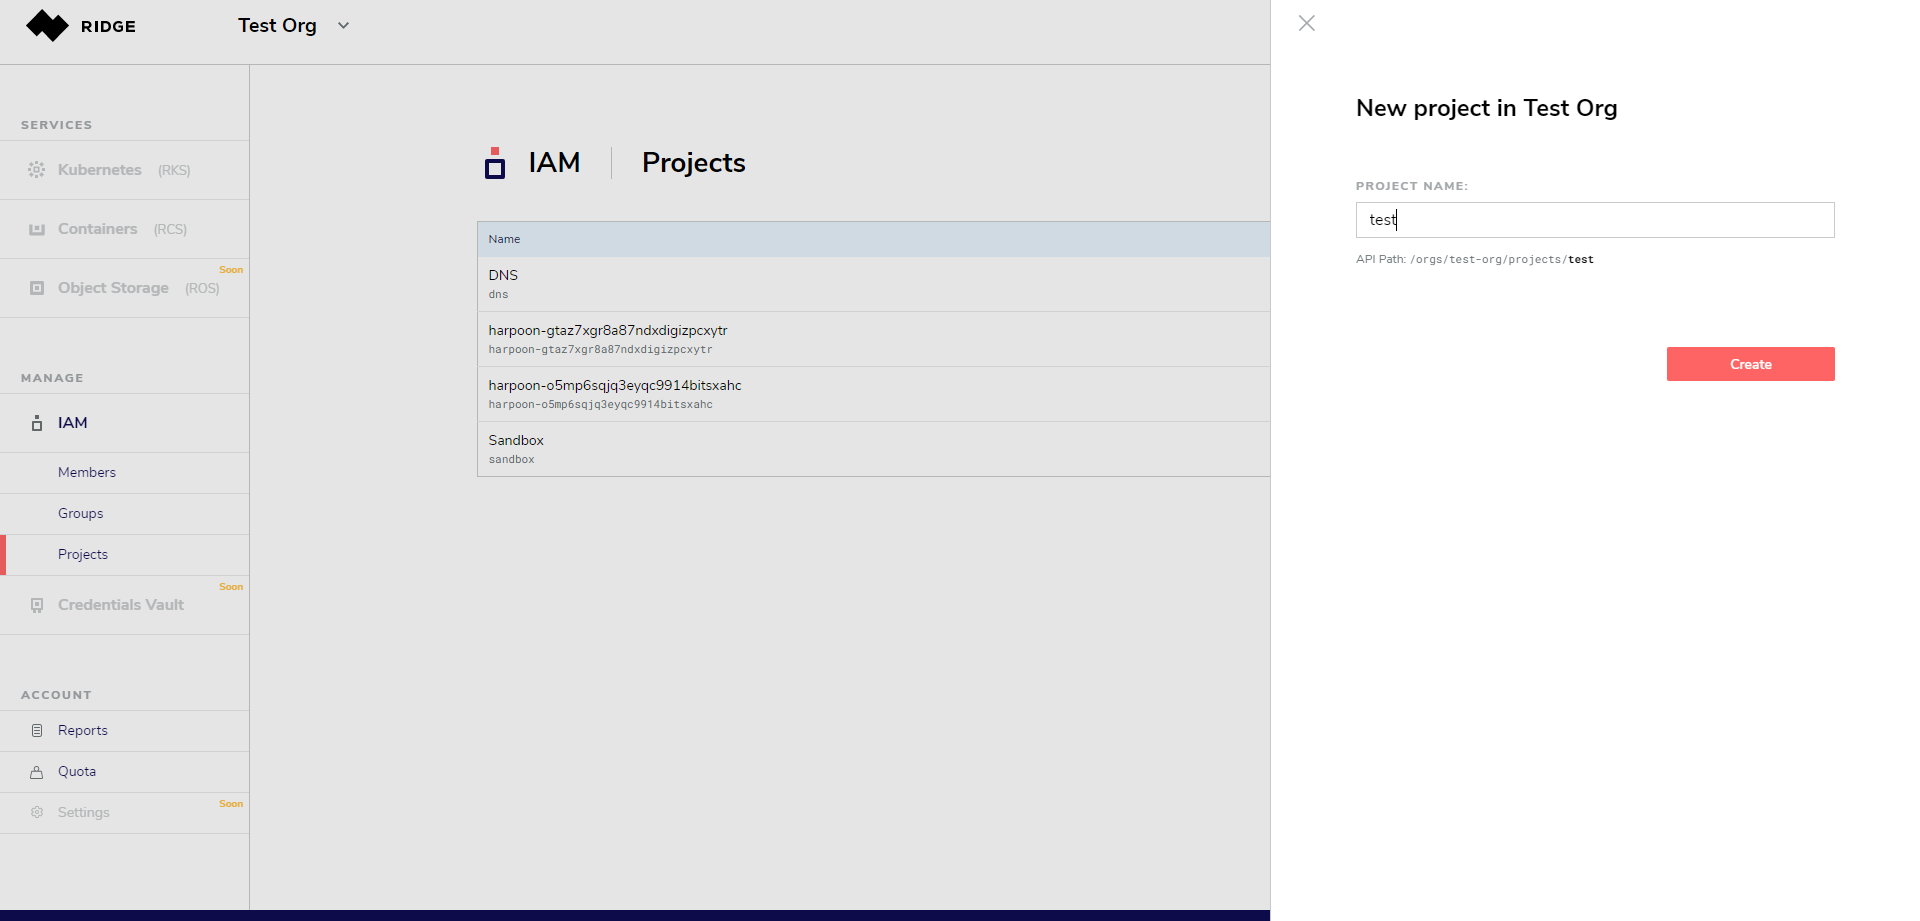 RIDGE
Test Org
SERVICES
Kubernetes (RKS)
Containers (RCS)
Soon
Object Storage (ROS)
MANAGE
IAM
Members
Groups
Projects
Soon
Credentials Vault
ACCOUNT
Reports
Quota
Soon
Settings
IAM
Projects
Name
DNS
dns
harpoon-gtaz7xgr8a87ndxdigizpcxytr
harpoon-gtaz7xgr8a87ndxdigizpcxytr
harpoon-o5mp6sqjq3eyqc9914bitsxahc
harpoon-o5mp6sqjq3eyqc9914bitsxahc
Sandbox
sandbox
New project in Test Org
PROJECT NAME:
test
API Path: /orgs/test-org/projects/test
Create